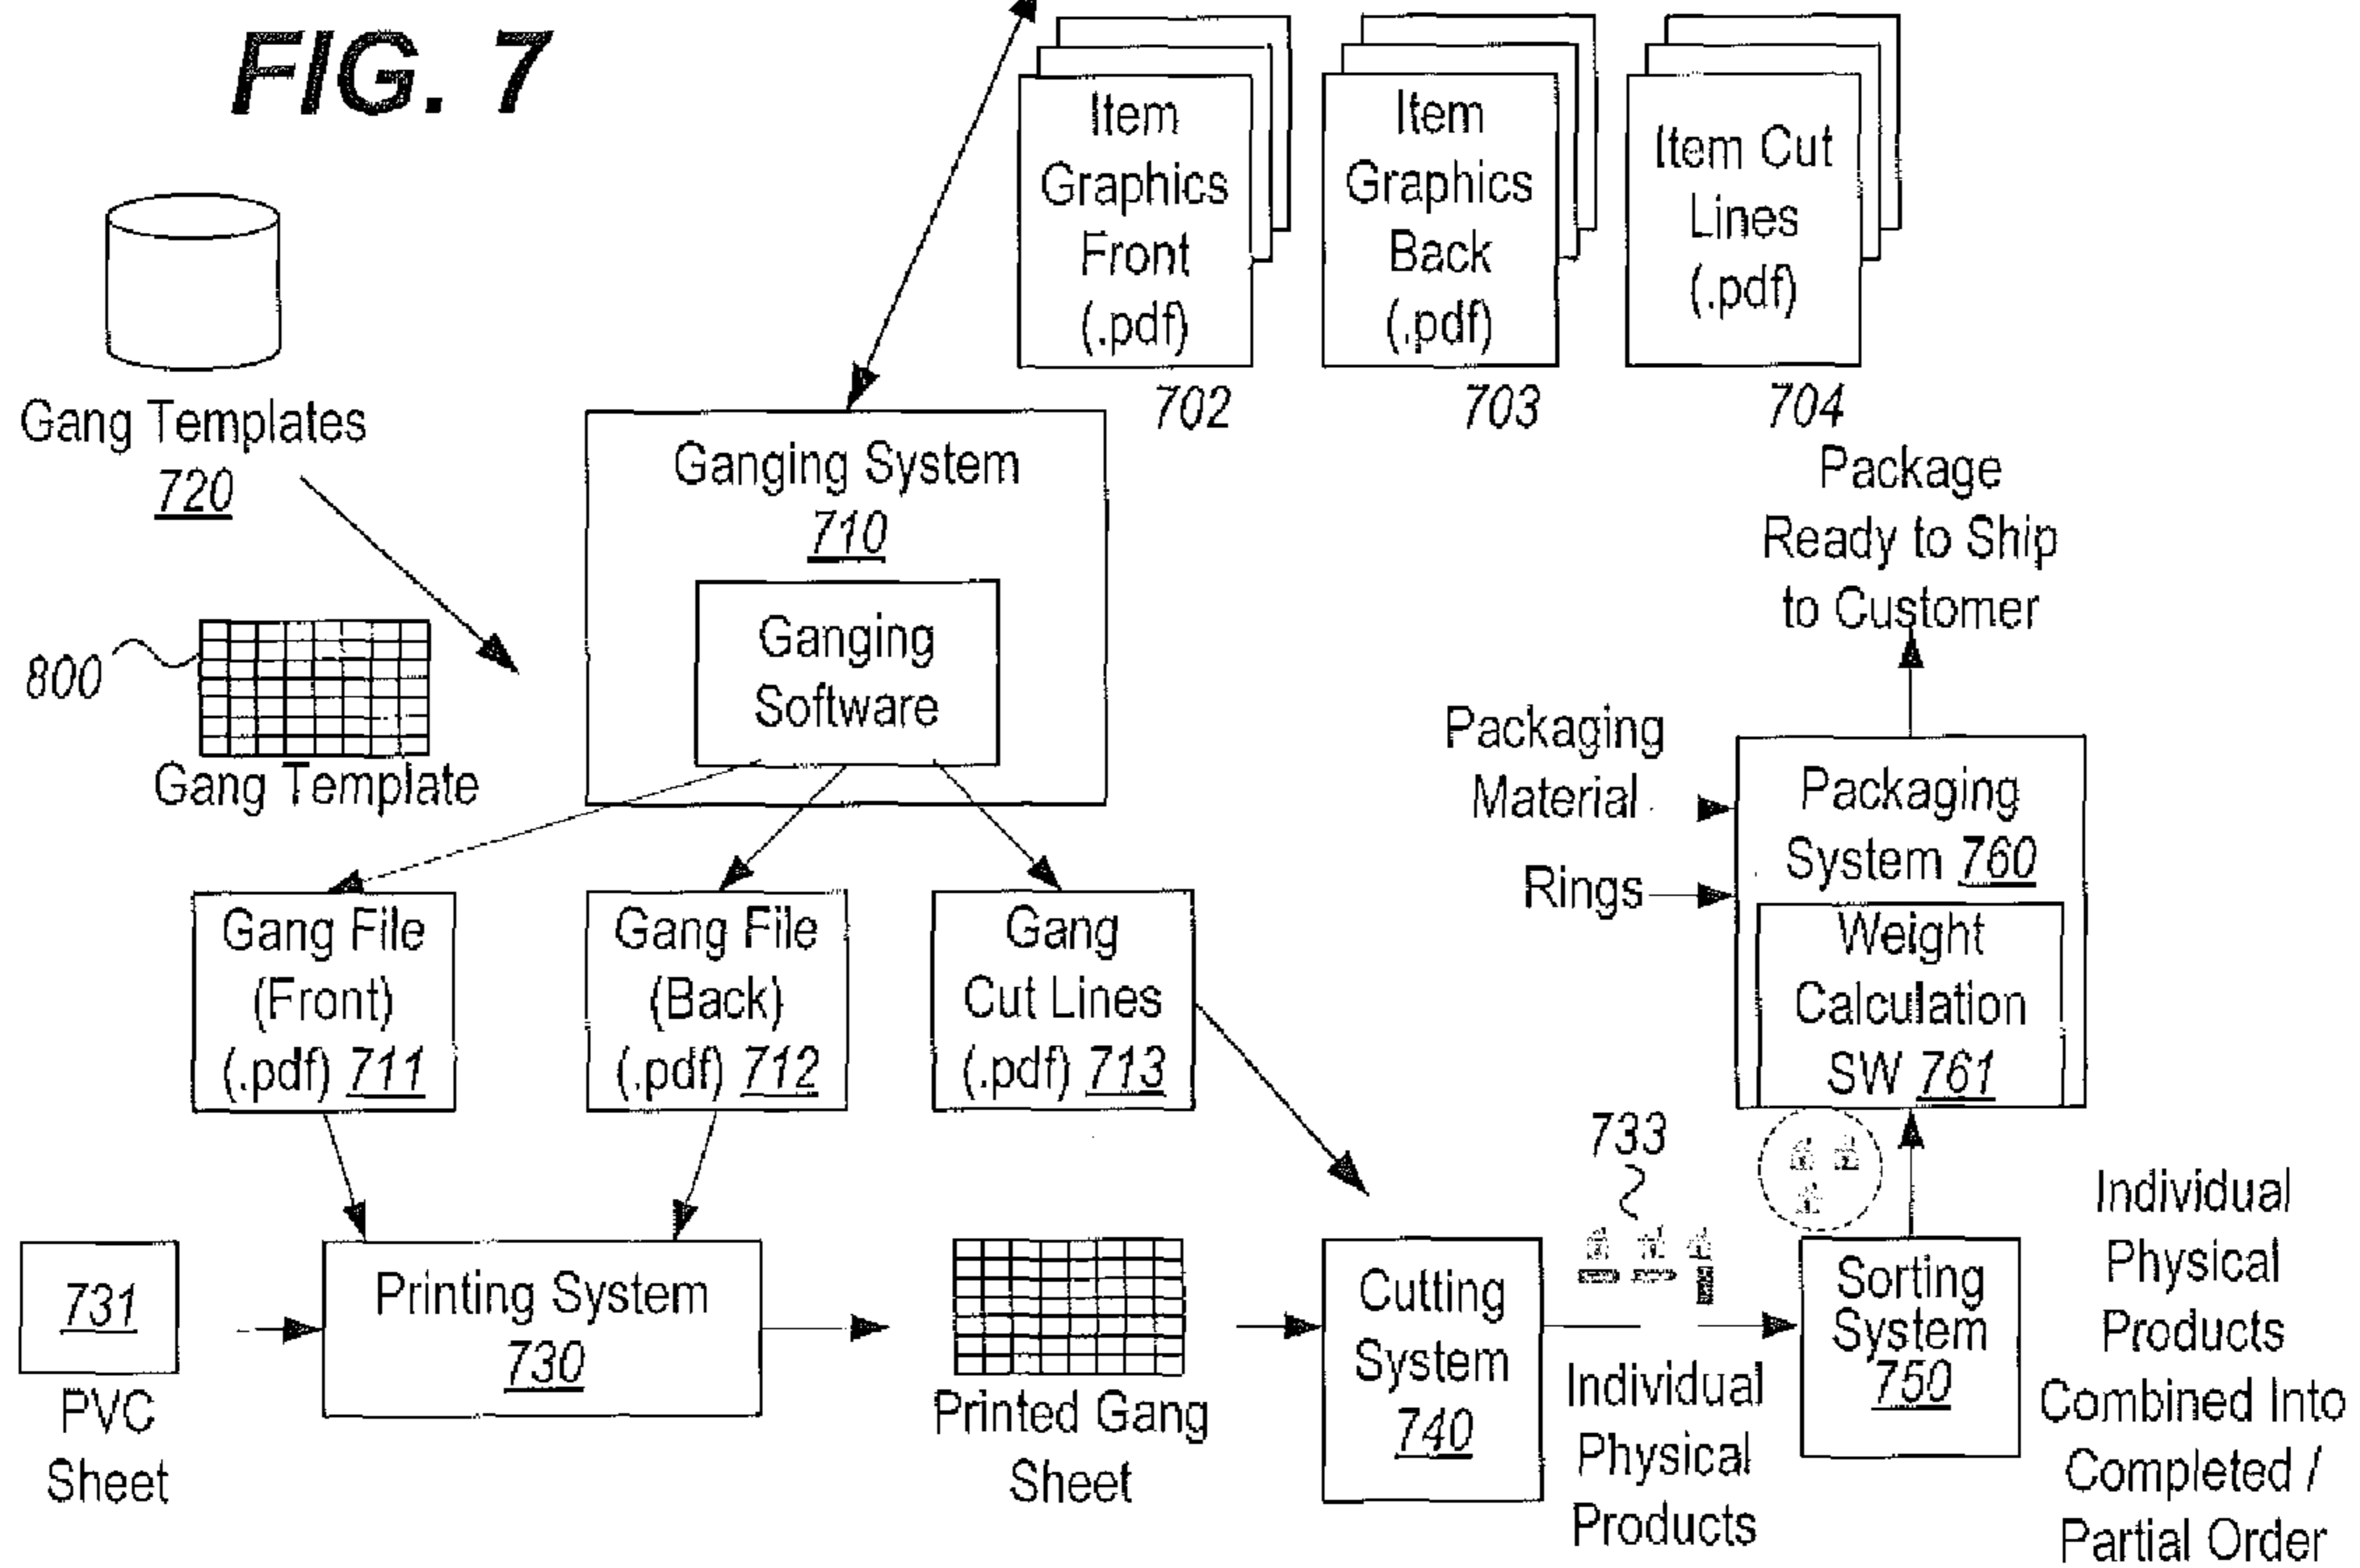 FIG. 7
Item
Graphics
Front
(.pdf)
702
Item
Graphics
Back
(.pdf)
703
Item Cut
Lines
(.pdf)
704
Gang Templates
720
Ganging System
710
Ganging
Software
800
Gang Template
Package
Ready to Ship
to Customer
Packaging
Material
Rings
Packaging
System 760
Weight
Calculation
SW 761
Gang File
(Front)
(.pdf) 711
Gang File
(Back)
(.pdf) 712
Gang
Cut Lines
(.pdf) 713
731
PVC
Sheet
Printing System
730
Printed Gang
Sheet
Cutting
System
740
733
Individual
Physical
Products
Sorting
System
750
Individual
Physical
Products
Combined Into
Completed /
Partial Order